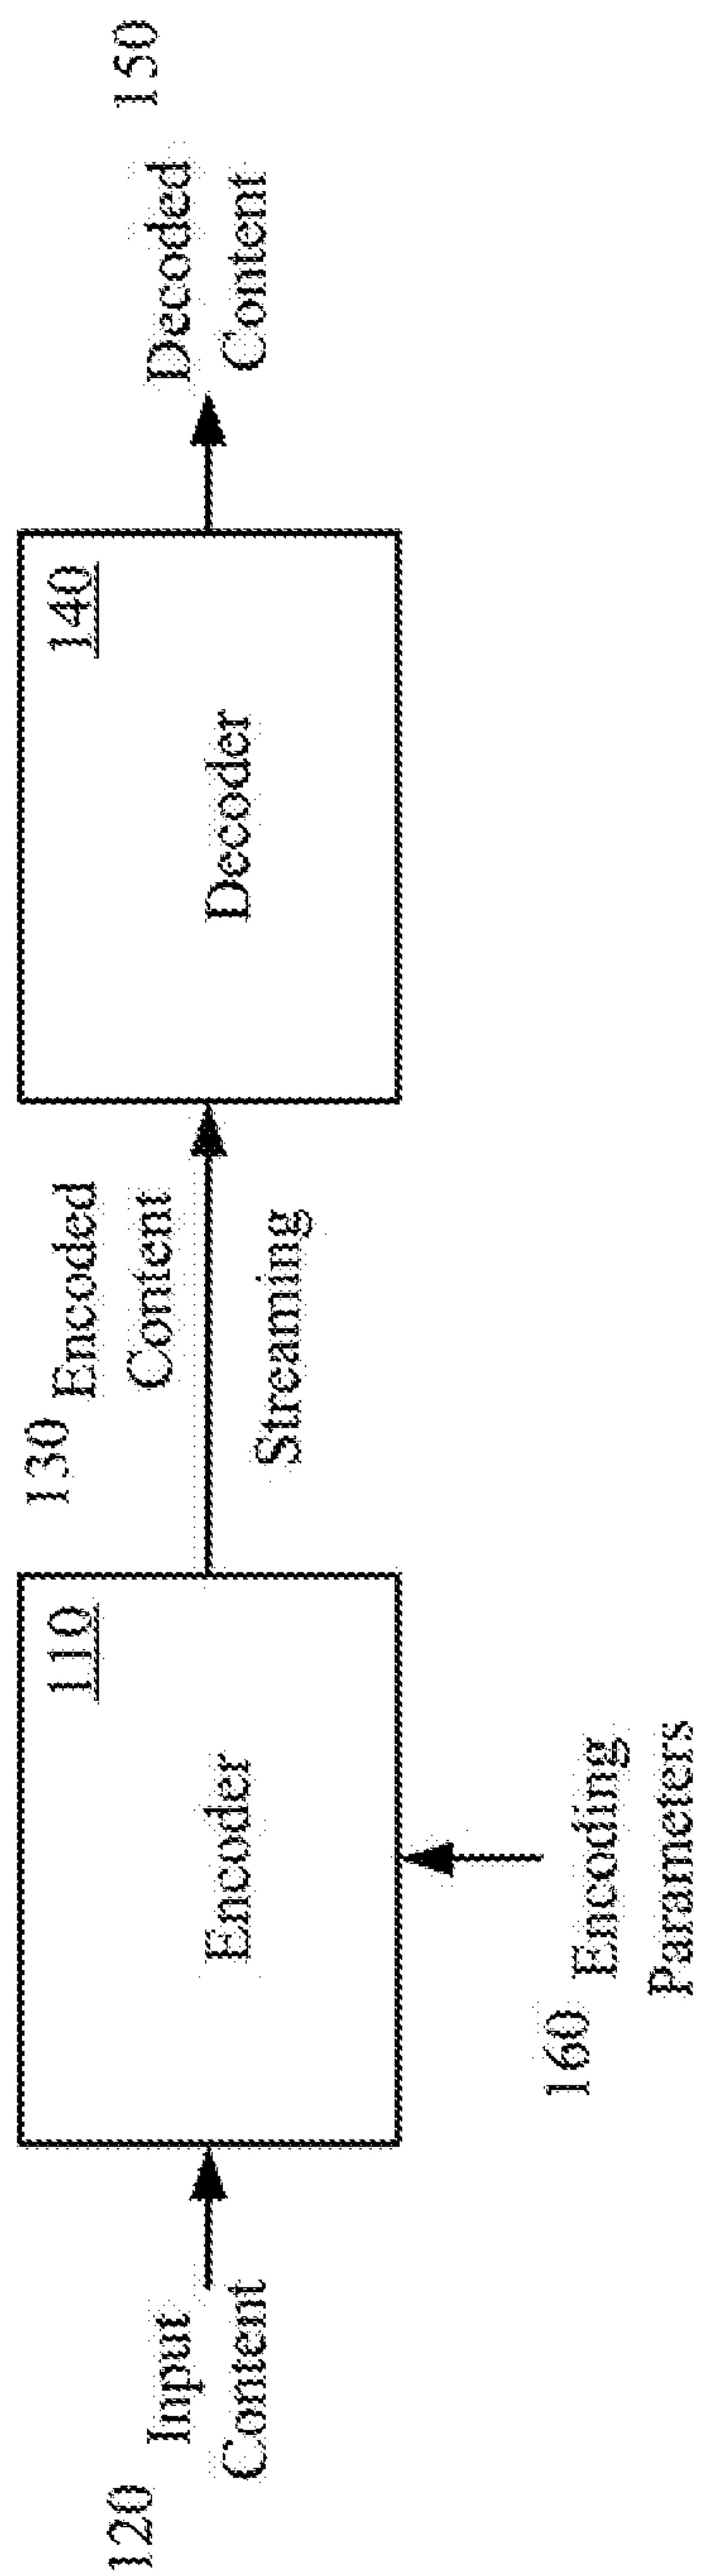 120 Input
Content
110
Encoder
160 Encoding
Parameters
130 Encoded
Content
Streaming
140
Decoder
Decoded 150
Content